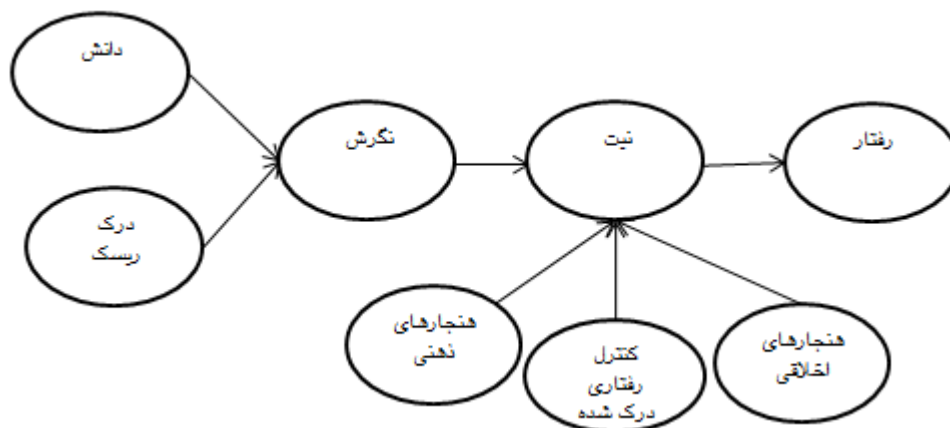 دانش
نگرش
نیت
رفتار
درک
ریسک
هنجارهای
ذهنی
کنترل
رفتاری
درک شده
هنجارهای
اخلاقی